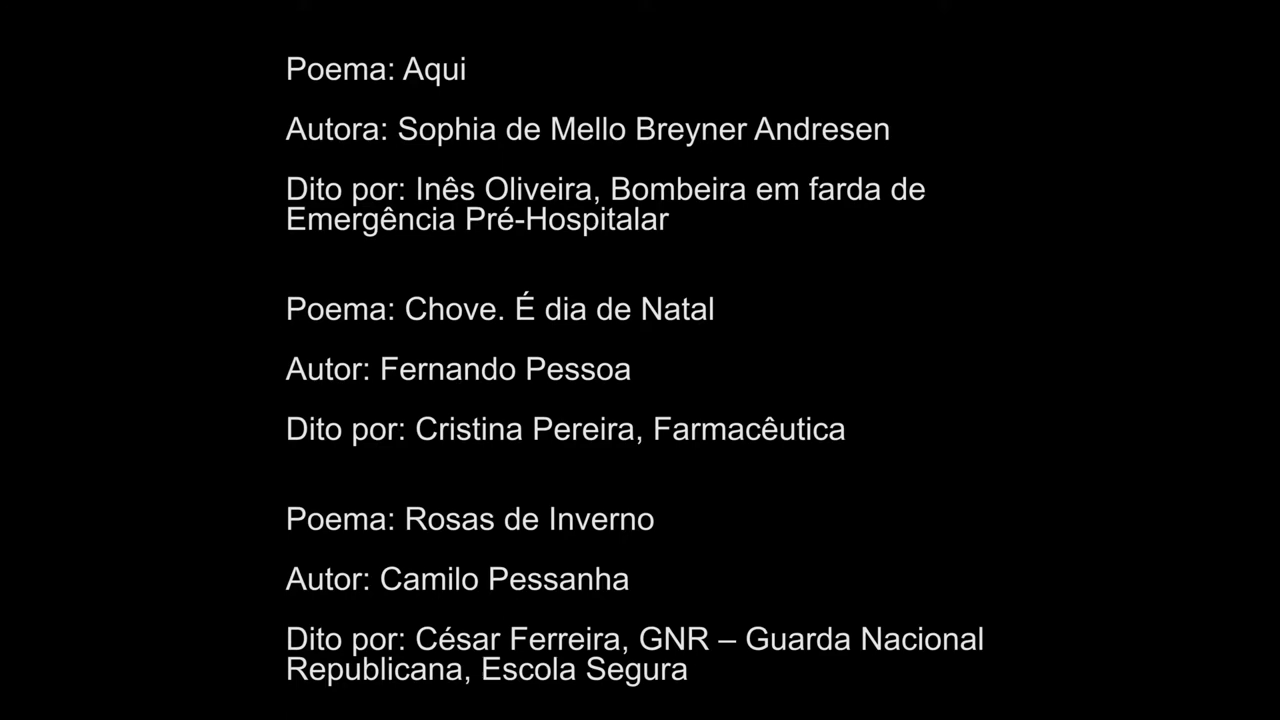 Poema: Aqui
Autora: Sophia de Mello Breyner Andresen
Dito por: Inês Oliveira, Bombeira em farda de
Emergência Pré-Hospitalar
Poema: Chove. É dia de Natal
Autor: Fernando Pessoa
Dito por: Cristina Pereira, Farmacêutica
Poema: Rosas de Inverno
Autor: Camilo Pessanha
Dito por: César Ferreira, GNR – Guarda Nacional
Republicana, Escola Segura